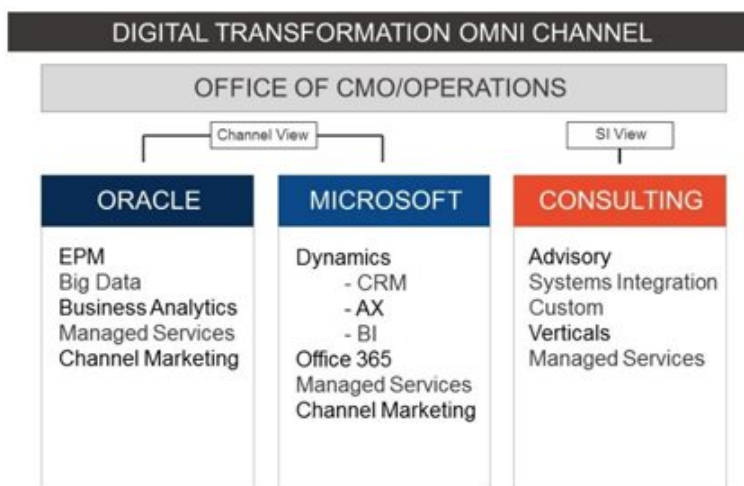 DIGITAL TRANSFORMATION OMNI CHANNEL
OFFICE OF CMO/OPERATIONS
Channel View
SI View
ORACLE
EPM
Big Data
Business Analytics
Managed Services
Channel Marketing
MICROSOFT
Dynamics
- CRM
- AX
- BI
Office 365
Managed Services
Channel Marketing
CONSULTING
Advisory
Systems Integration
Custom
Verticals
Managed Services